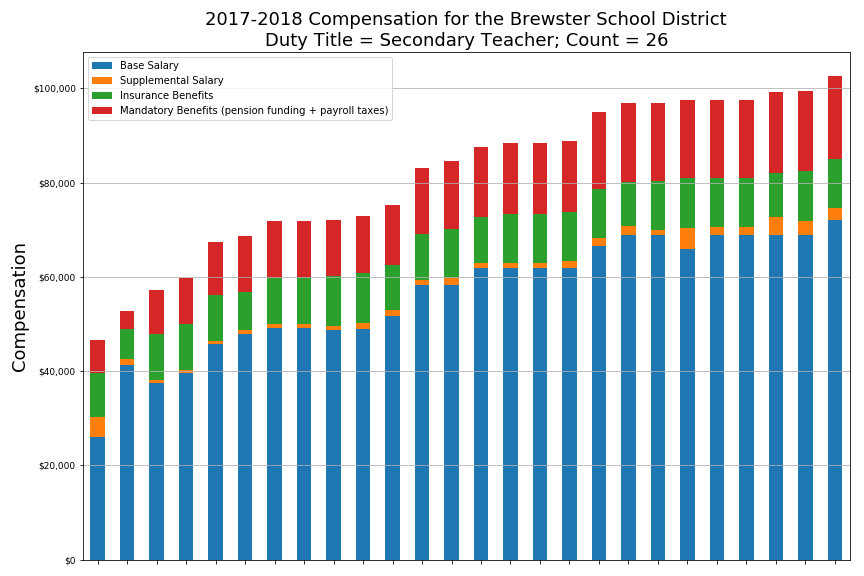 2017-2018 Compensation for the Brewster School District
Duty Title = Secondary Teacher; Count = 26
Base Salary
Supplemental Salary
Insurance Benefits
Mandatory Benefits (pension funding + payroll taxes)
$100,000
$80,000
$60,000
$40,000
$20,000
$0
Compensation